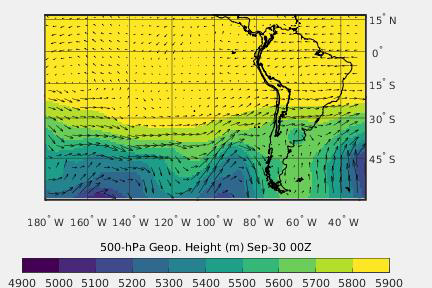 15° N
0°
15° S
30° S
45° S
180° W 160° W 140° W 120° W 100° W 80° W 60° W 40° W
500-hPa Geop. Height (m) Sep-30 00Z
4900 5000 5100 5200 5300 5400 5500 5600 5700 5800 5900